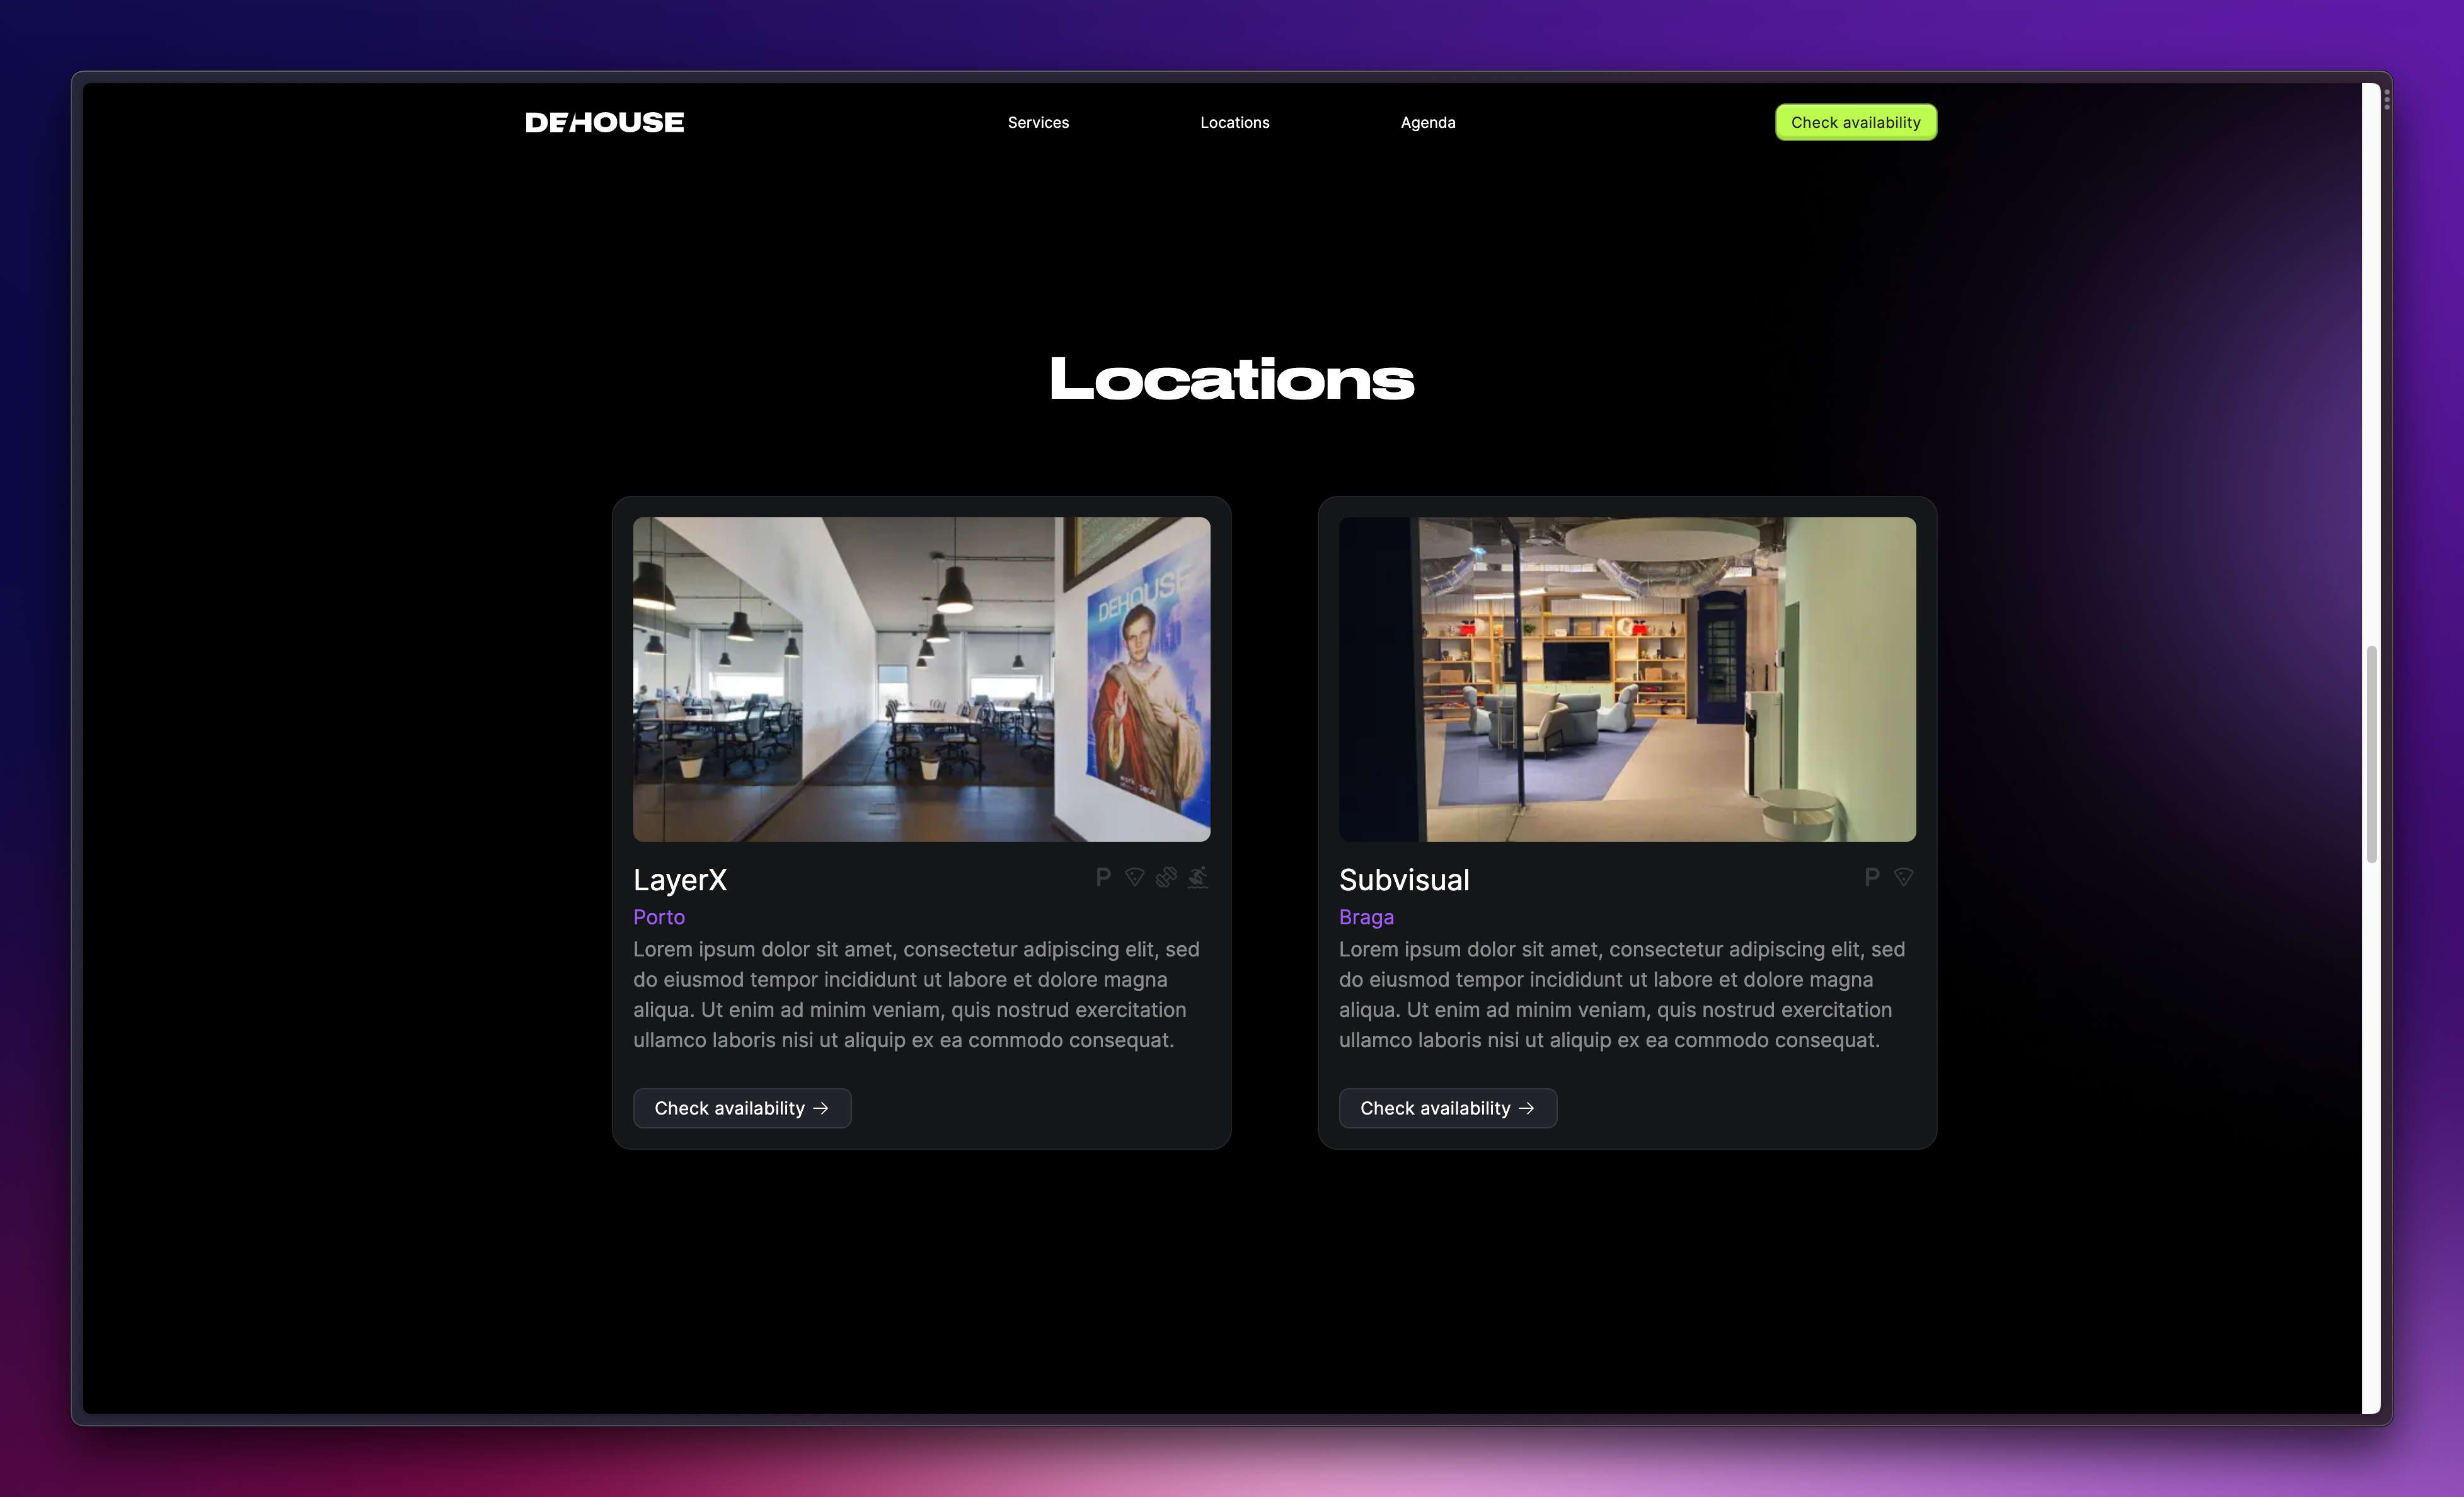 DEHOUSE
Services
Locations
Agenda
Check availability
Locations
DEHOUSE
LayerX
P
Porto
Lorem ipsum dolor sit amet, consectetur adipiscing elit, sed
do eiusmod tempor incididunt ut labore et dolore magna
aliqua. Ut enim ad minim veniam, quis nostrud exercitation
ullamco laboris nisi ut aliquip ex ea commodo consequat.
Check availability →
Subvisual
P
Braga
Lorem ipsum dolor sit amet, consectetur adipiscing elit, sed
do eiusmod tempor incididunt ut labore et dolore magna
aliqua. Ut enim ad minim veniam, quis nostrud exercitation
ullamco laboris nisi ut aliquip ex ea commodo consequat.
Check availability →